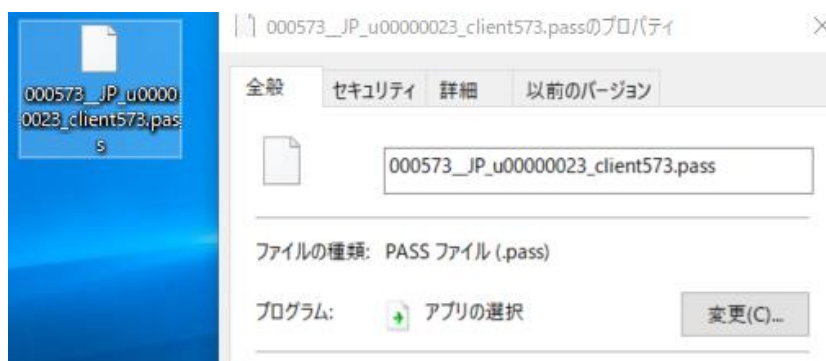 000573__JP_u0000
0023_client573.pas
s
000573__JP_u00000023_client573.passのプロパティ
全般 セキュリティ 詳細 以前のバージョン
000573__JP_u00000023_client573.pass
ファイルの種類: PASS ファイル (.pass)
プログラム: アプリの選択 変更(C)...